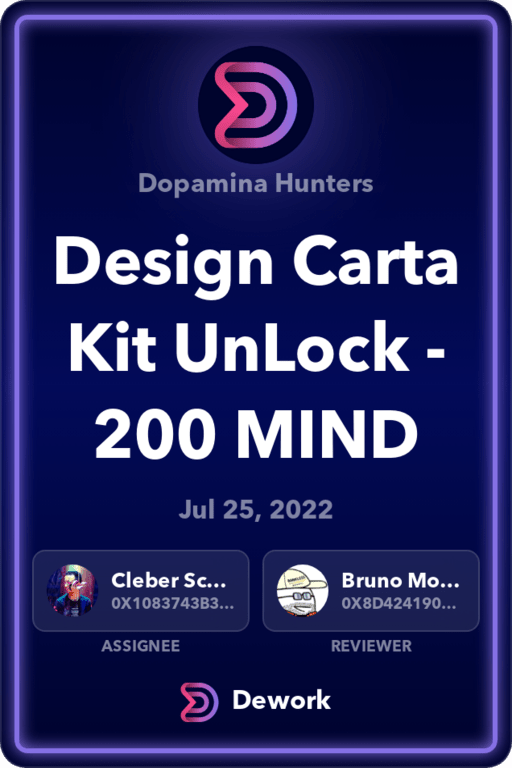 Dopamina Hunters
Design Carta
Kit UnLock -
200 MIND
Jul 25, 2022
Cleber Sc...
0X1083743B3...
ASSIGNEE
Bruno Mo...
0X8D424190...
REVIEWER
Dework